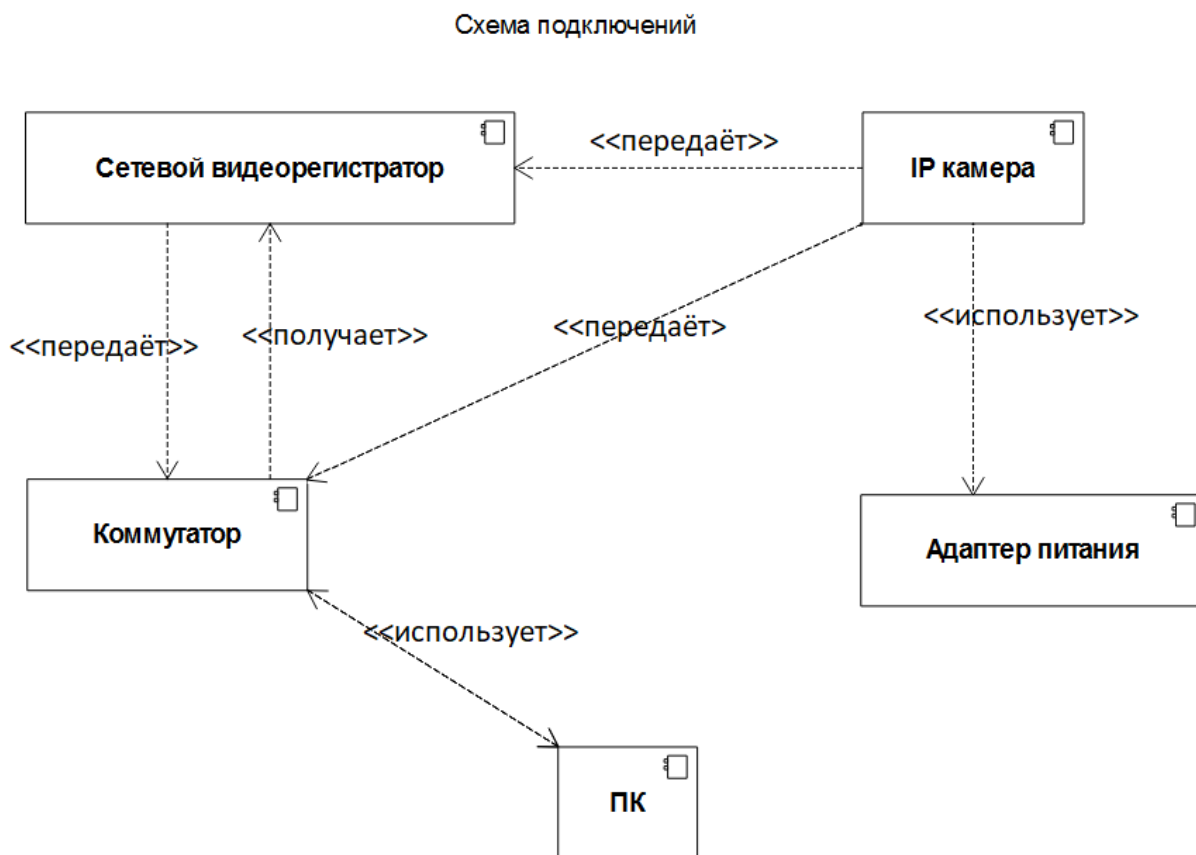 Схема подключений
<<передаёт>>
Сетевой видеорегистратор
IP камера
<<передаёт>>
<<получает>>
<<передаёт>
<<использует>>
Коммутатор
Адаптер питания
<<использует>>
ПК